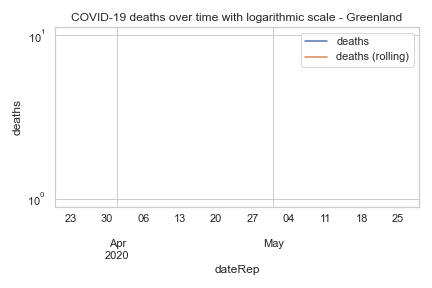 COVID-19 deaths over time with logarithmic scale - Greenland
deaths
deaths (rolling)
10¹
deaths
10⁰
23 30 06 13 20 27 04 11 18 25
Apr May
2020
dateRep